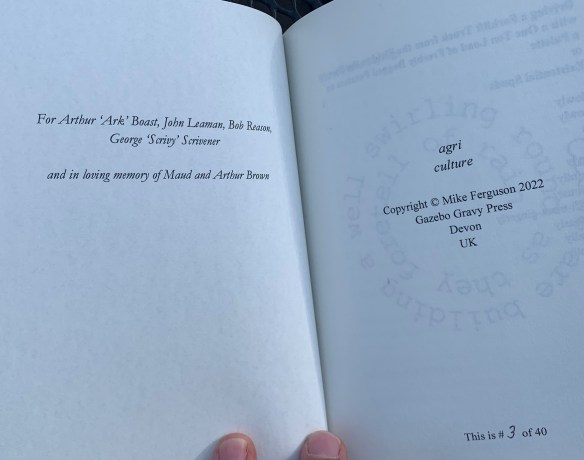 For Arthur ‘Ark’ Boast, John Leaman, Bob Reason,
George ‘Scrivy’ Scrivener
and in loving memory of Maud and Arthur Brown
agri
culture
Copyright © Mike Ferguson 2022
Gazebo Gravy Press
Devon
UK
This is # 3 of 40